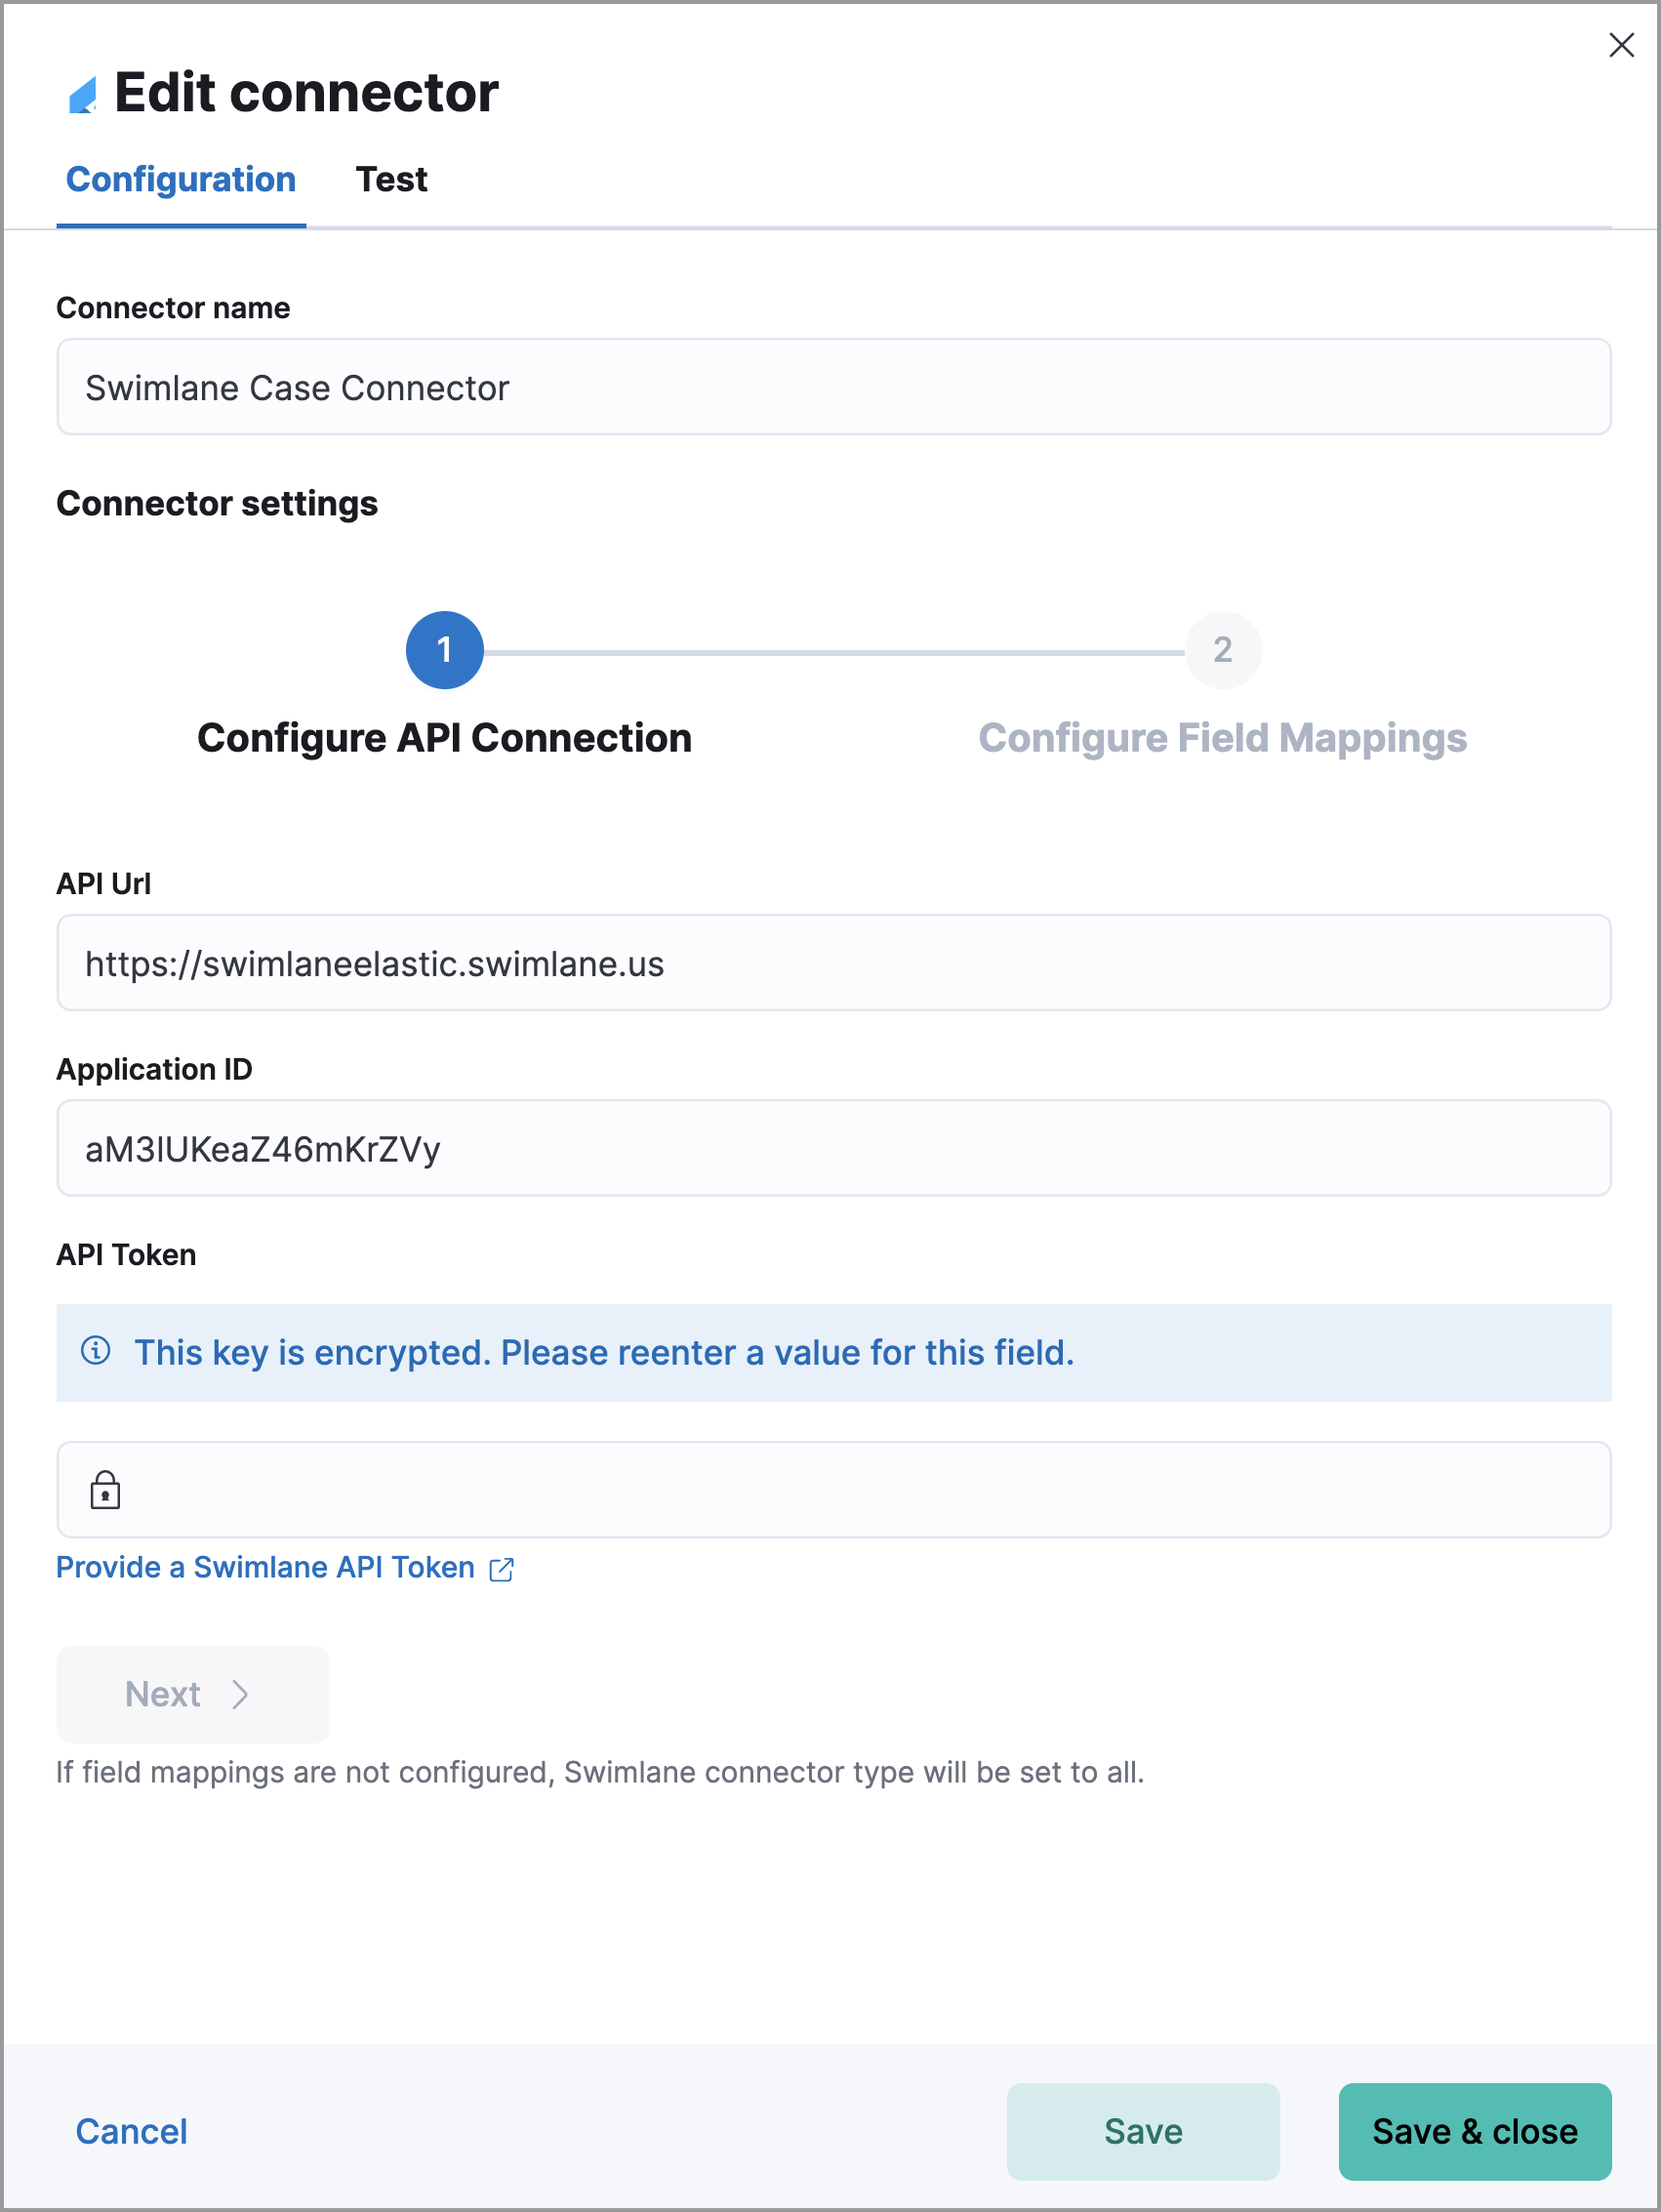 Edit connector
Configuration Test
Connector name
Swimlane Case Connector
Connector settings
1 2
Configure API Connection Configure Field Mappings
API Url
https://swimlaneelastic.swimlane.us
Application ID
aM3lUKeaZ46mKrZVy
API Token
This key is encrypted. Please reenter a value for this field.
Provide a Swimlane API Token
Next
If field mappings are not configured, Swimlane connector type will be set to all.
Cancel Save Save & close